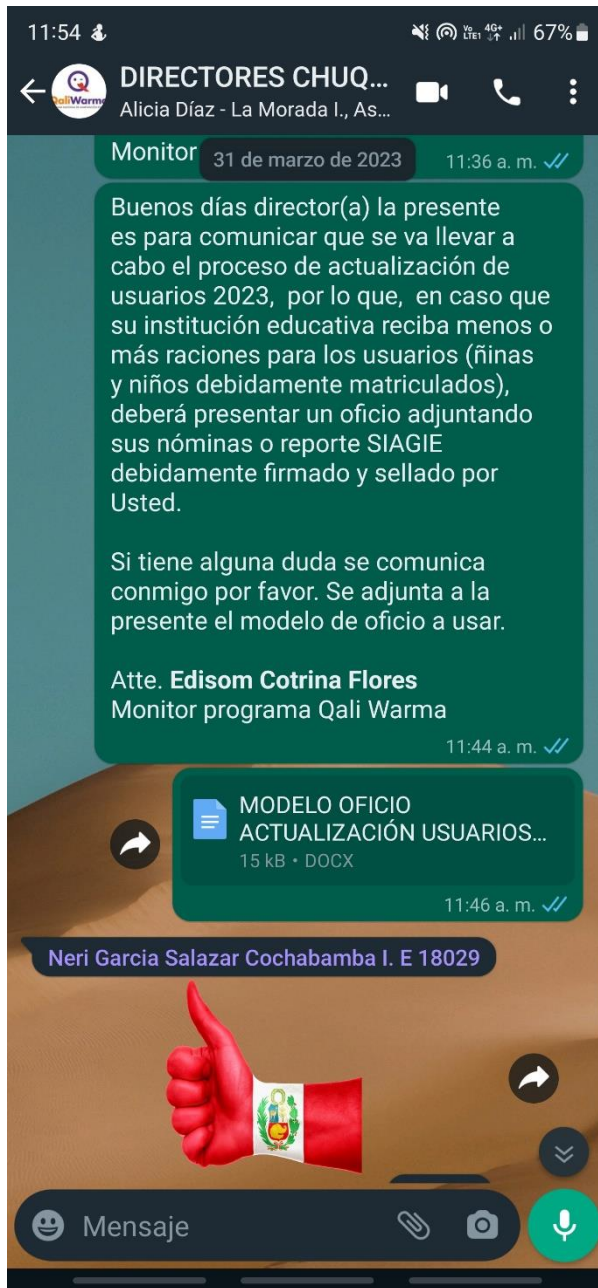 11:54
Vo LTE1 4G+ 67%
QaliWarma
DIRECTORES CHUQ...
Alicia Díaz - La Morada I., As...
Monitor
31 de marzo de 2023
11:36 a. m.
Buenos días director(a) la presente
es para comunicar que se va llevar a
cabo el proceso de actualización de
usuarios 2023,  por lo que,  en caso que
su institución educativa reciba menos o
más raciones para los usuarios (ñinas
y niños debidamente matriculados),
deberá presentar un oficio adjuntando
sus nóminas o reporte SIAGIE
debidamente firmado y sellado por
Usted.
Si tiene alguna duda se comunica
conmigo por favor. Se adjunta a la
presente el modelo de oficio a usar.
Atte. Edisom Cotrina Flores
Monitor programa Qali Warma
11:44 a. m.
MODELO OFICIO
ACTUALIZACIÓN USUARIOS...
15 kB • DOCX
11:46 a. m.
Neri Garcia Salazar Cochabamba I. E 18029
Mensaje